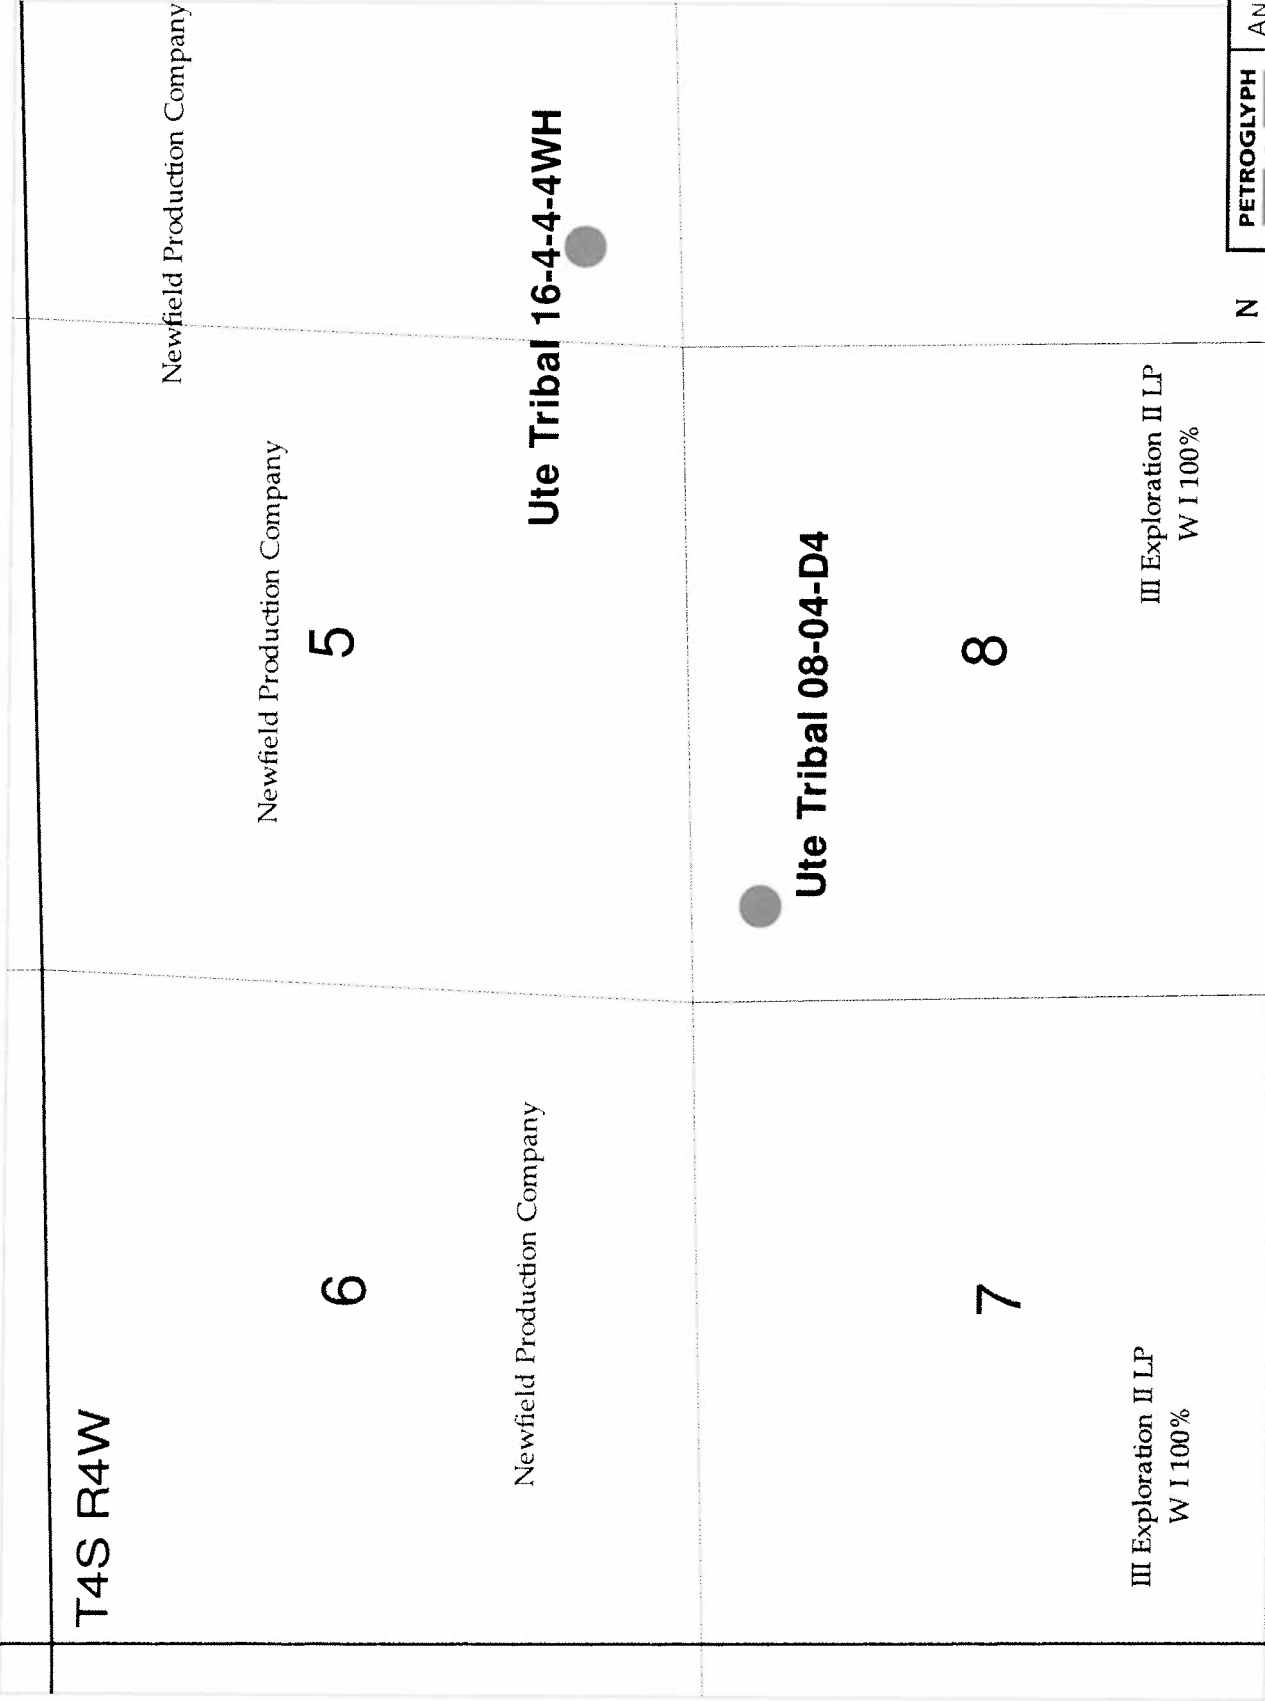 T4S R4W
Newfield Production Company
Newfield Production Company
6
5
Newfield Production Company
Ute Tribal 16-4-4-4WH
Ute Tribal 08-04-D4
7
8
III Exploration II LP
W I 100%
III Exploration II LP
W I 100%
N
PETROGLYPH